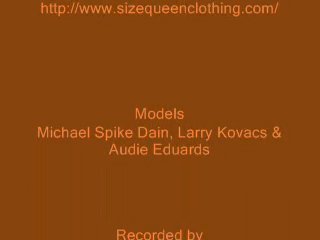 http://www.sizequeenclothing.com/
Models
Michael Spike Dain, Larry Kovacs &
Audie Eduards
Recorded by